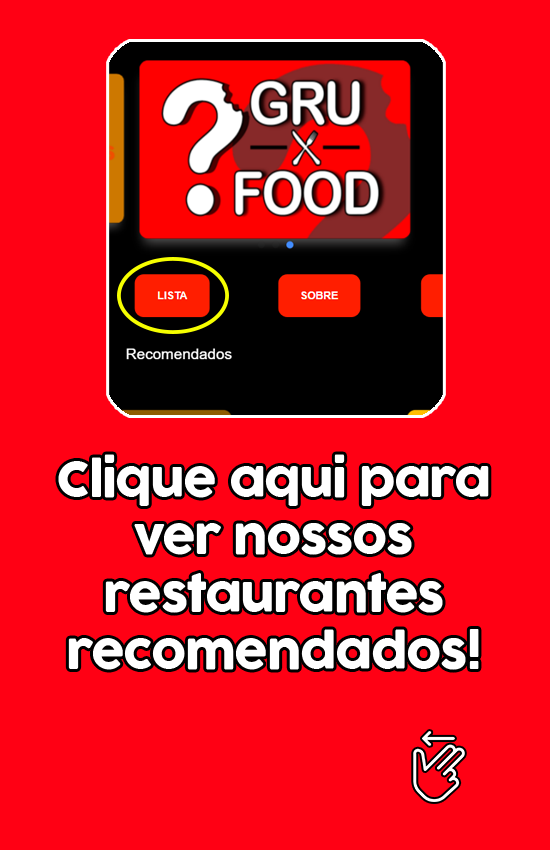 GRU
X
FOOD
LISTA
SOBRE
Recomendados
Clique aqui para
ver nossos
restaurantes
recomendados!